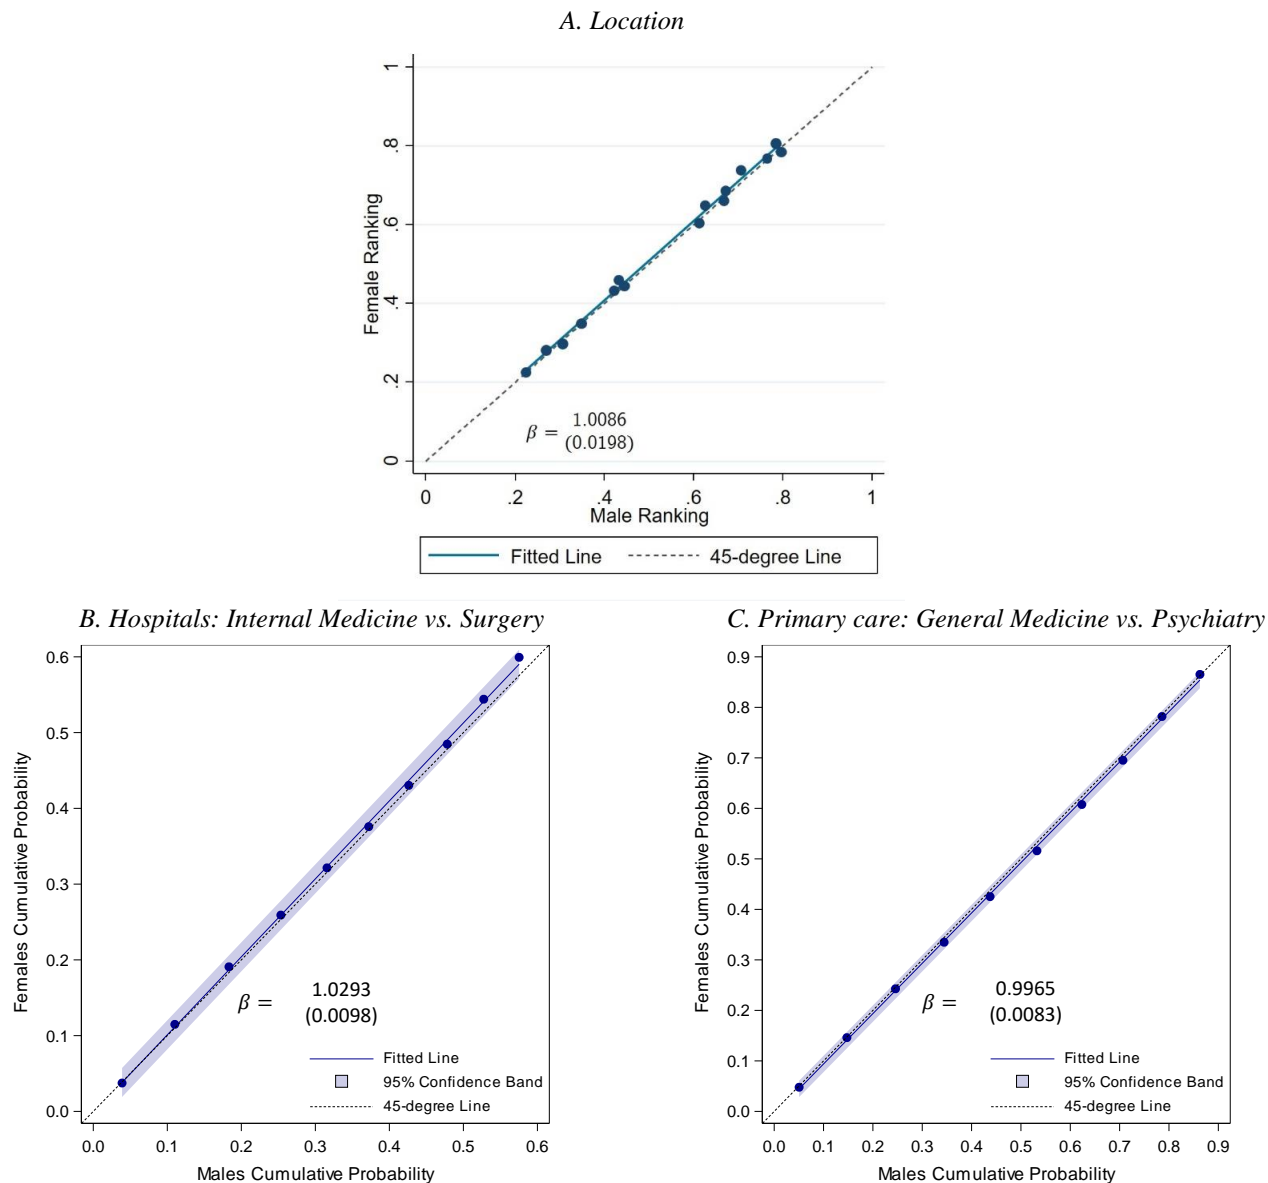 A. Location
1
.8
.6
.4
.2
0
Female Ranking
β = 1.0086
(0.0198)
0 .2 .4 .6 .8 1
Male Ranking
Fitted Line 45-degree Line
B. Hospitals: Internal Medicine vs. Surgery
0.6
0.5
0.4
0.3
0.2
0.1
0.0
Females Cumulative Probability
β = 1.0293
(0.0098)
Fitted Line
95% Confidence Band
45-degree Line
0.0 0.1 0.2 0.3 0.4 0.5 0.6
Males Cumulative Probability
C. Primary care: General Medicine vs. Psychiatry
0.9
0.8
0.7
0.6
0.5
0.4
0.3
0.2
0.1
0.0
Females Cumulative Probability
β = 0.9965
(0.0083)
Fitted Line
95% Confidence Band
45-degree Line
0.0 0.1 0.2 0.3 0.4 0.5 0.6 0.7 0.8 0.9
Males Cumulative Probability